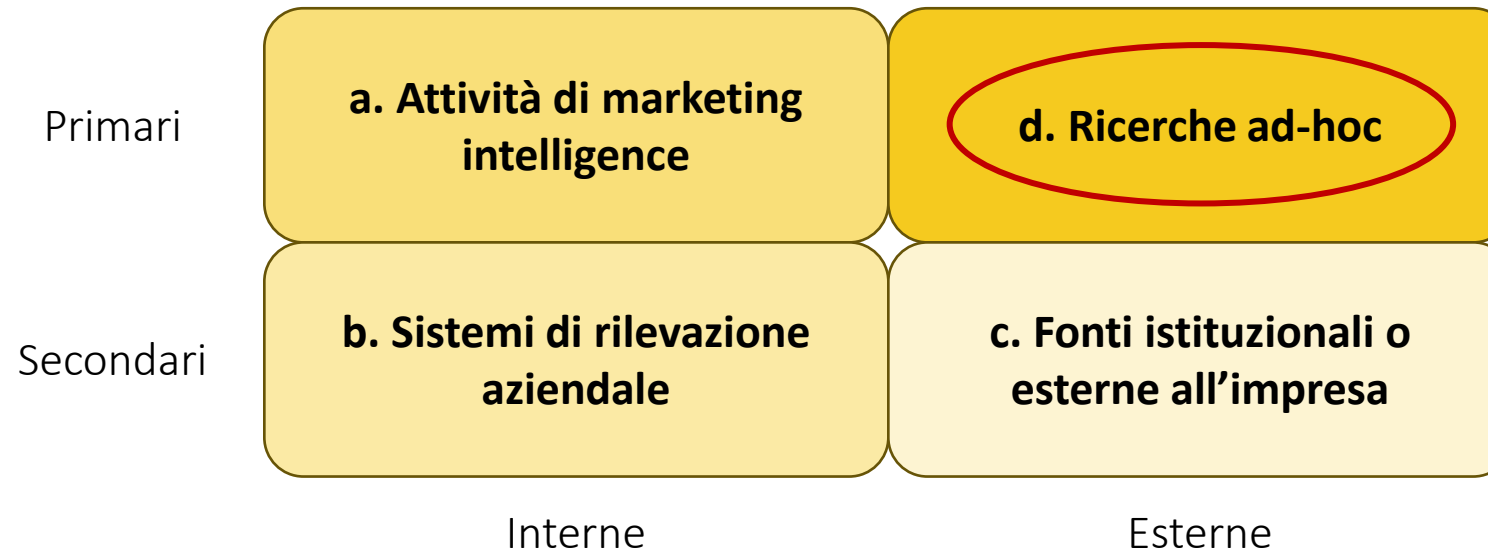 Primari
a. Attività di marketing
intelligence
d. Ricerche ad-hoc
Secondari
b. Sistemi di rilevazione
aziendale
c. Fonti istituzionali o
esterne all’impresa
Interne
Esterne